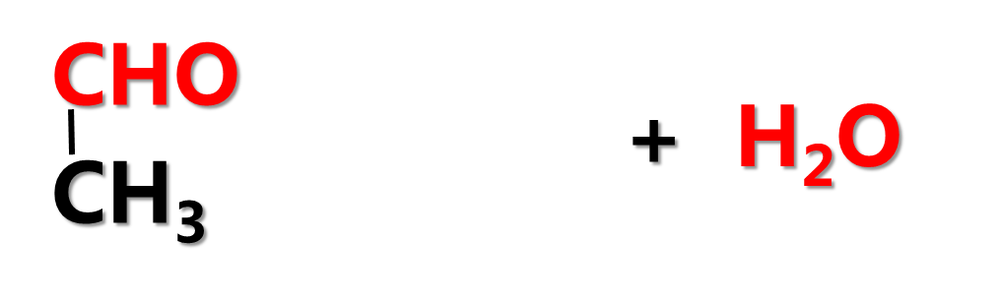 CHO
+ H₂O
CH₃